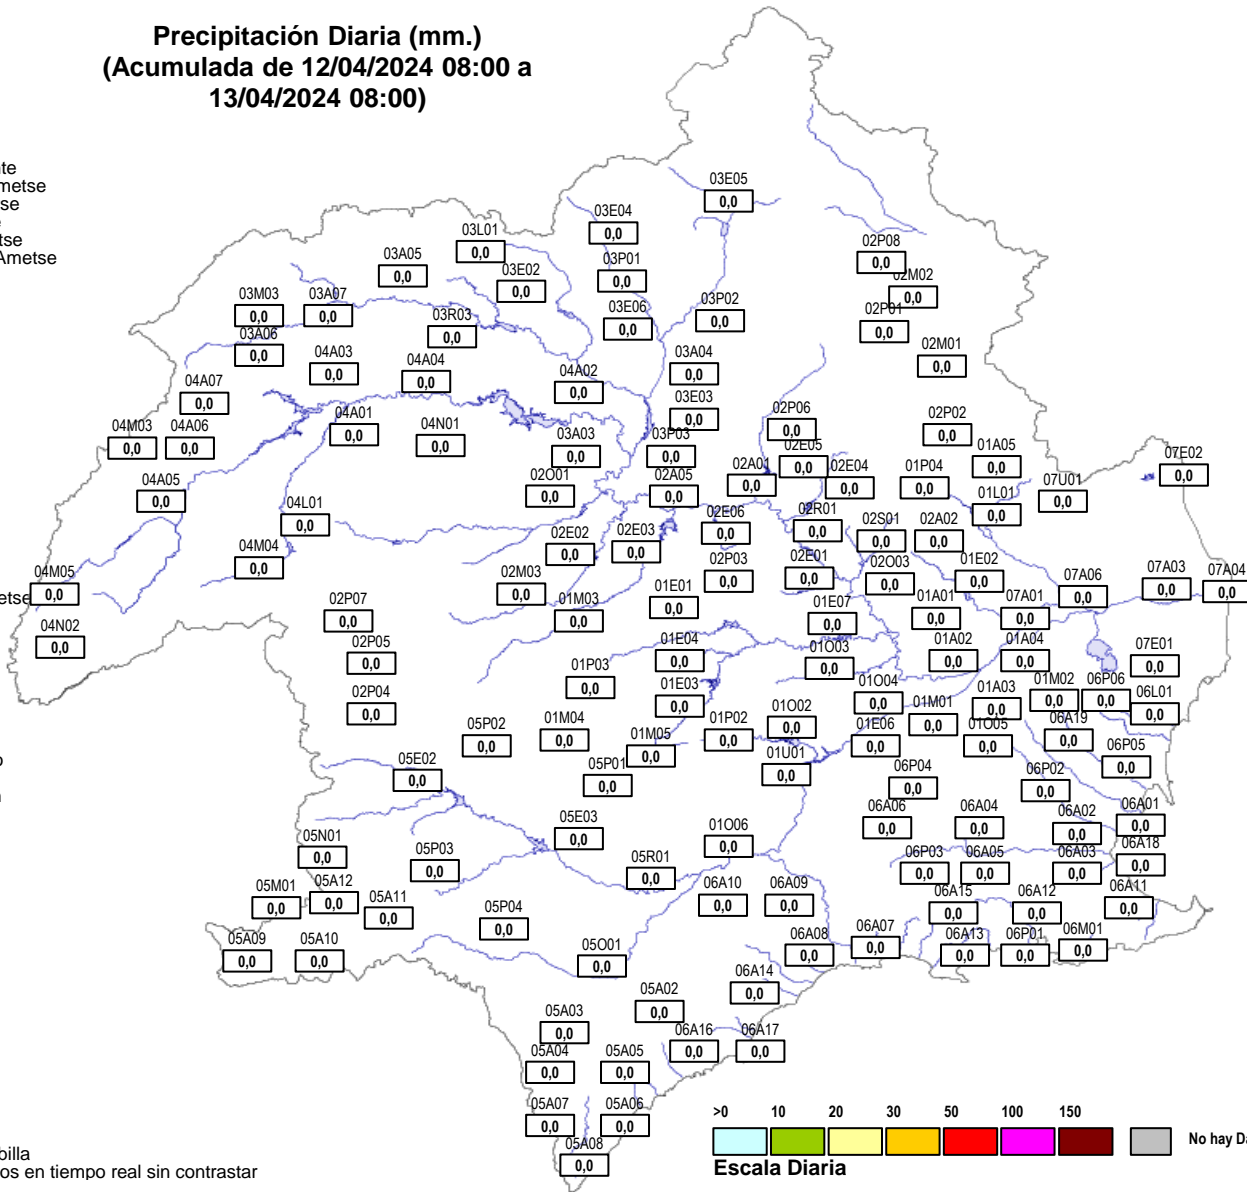 Precipitación Diaria (mm.)
(Acumulada de 12/04/2024 08:00 a
13/04/2024 08:00)
03E05
0,0
03E04
0,0
03L01
0,0
03A05
0,0
03P01
0,0
03E02
0,0
02P08
0,0
02M02
0,0
03M03
0,0
03A07
0,0
03R03
0,0
03E06
0,0
03P02
0,0
02P01
0,0
03A06
0,0
04A03
0,0
04A04
0,0
03A04
0,0
02M01
0,0
04A07
0,0
04A02
0,0
03E03
0,0
04M03
0,0
04A06
0,0
04A01
0,0
04N01
0,0
03A03
0,0
03P03
0,0
02P06
0,0
02E05
0,0
02P02
0,0
01A05
0,0
07E02
0,0
04A05
0,0
02O01
0,0
02A05
0,0
02A01
0,0
02E04
0,0
01P04
0,0
01L01
0,0
07U01
0,0
04L01
0,0
02E06
0,0
02R01
0,0
02S01
0,0
02A02
0,0
04M04
0,0
02E02
0,0
02E03
0,0
02P03
0,0
02E01
0,0
02O03
0,0
01E02
0,0
04M05
0,0
02M03
0,0
01M03
0,0
01E01
0,0
01E07
0,0
01A01
0,0
07A01
0,0
07A06
0,0
07A03
0,0
07A04
0,0
04N02
0,0
02P07
0,0
02P05
0,0
01E04
0,0
01O03
0,0
01A02
0,0
01A04
0,0
07E01
0,0
02P04
0,0
01P03
0,0
01E03
0,0
01O04
0,0
01A03
0,0
01M02
0,0
06P06
0,0
06L01
0,0
05P02
0,0
01M04
0,0
01M05
0,0
01P02
0,0
01O02
0,0
01E06
0,0
01M01
0,0
01O05
0,0
06A19
0,0
06P05
0,0
05E02
0,0
05P01
0,0
01U01
0,0
06P04
0,0
06P02
0,0
05E03
0,0
01O06
0,0
06A06
0,0
06A04
0,0
06A02
0,0
06A01
0,0
05N01
0,0
05P03
0,0
05R01
0,0
06P03
0,0
06A05
0,0
06A03
0,0
06A18
0,0
05M01
0,0
05A12
0,0
05A11
0,0
06A10
0,0
06A09
0,0
06A15
0,0
06A12
0,0
06A11
0,0
05A09
0,0
05A10
0,0
05P04
0,0
05O01
0,0
06A08
0,0
06A07
0,0
06A13
0,0
06P01
0,0
06M01
0,0
06A14
0,0
05A02
0,0
05A03
0,0
06A16
0,0
06A17
0,0
05A04
0,0
05A05
0,0
05A07
0,0
05A06
0,0
05A08
0,0
>0 10 20 30 50 100 150
No hay
Escala Diaria
en tiempo real sin contrastar